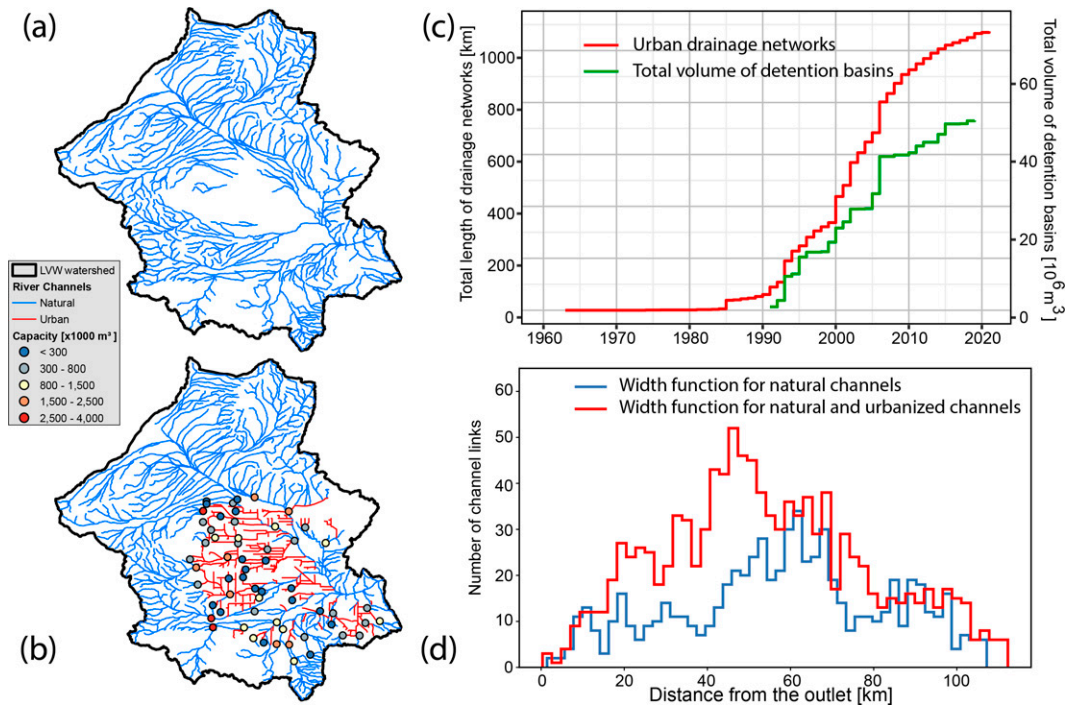 (a)
LVW watershed
River Channels
Natural
Urban
Capacity [x1000 m³ ]
< 300
300 - 800
800 - 1,500
1,500 - 2,500
2,500 - 4,000
(b)
(c)
Total length of drainage networks [km]
1000
800
600
400
200
0
Urban drainage networks
Total volume of detention basins
60
40
20
0
Total volume of detention basins [10⁶ m³]
1960
1970
1980
1990
2000
2010
2020
(d)
Number of channel links
60
50
40
30
20
10
0
Width function for natural channels
Width function for natural and urbanized channels
0
20
40
60
80
100
Distance from the outlet [km]